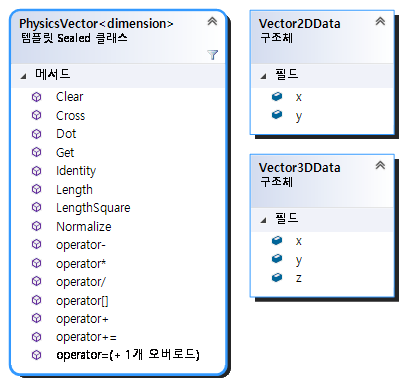 PhysicsVector<dimension>
템플릿 Sealed 클래스
메서드
Clear
Cross
Dot
Get
Identity
Length
LengthSquare
Normalize
operator-
operator*
operator/
operator[]
operator+
operator+=
operator=(+ 1개 오버로드)
Vector2DData
구조체
필드
x
y
Vector3DData
구조체
필드
x
y
z